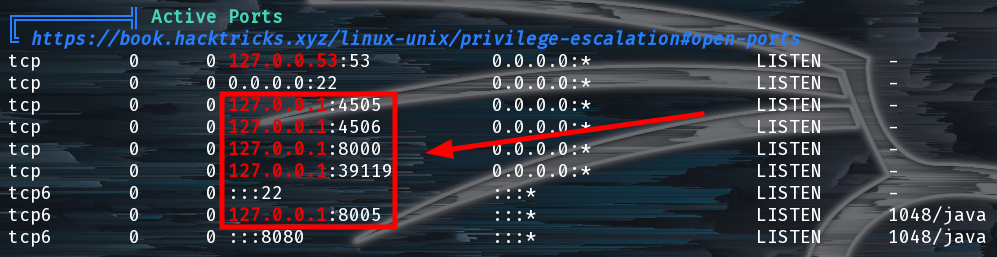 Active Ports
https://book.hacktricks.xyz/linux-unix/privilege-escalation#open-ports
tcp 0 0 127.0.0.53:53 0.0.0.0:* LISTEN -
tcp 0 0 0.0.0.0:22 0.0.0.0:* LISTEN -
tcp 0 0 127.0.0.1:4505 0.0.0.0:* LISTEN -
tcp 0 0 127.0.0.1:4506 0.0.0.0:* LISTEN -
tcp 0 0 127.0.0.1:8000 0.0.0.0:* LISTEN -
tcp 0 0 127.0.0.1:39119 0.0.0.0:* LISTEN -
tcp6 0 0 :::22 :::* LISTEN -
tcp6 0 0 127.0.0.1:8005 :::* LISTEN 1048/java
tcp6 0 0 :::8080 :::* LISTEN 1048/java